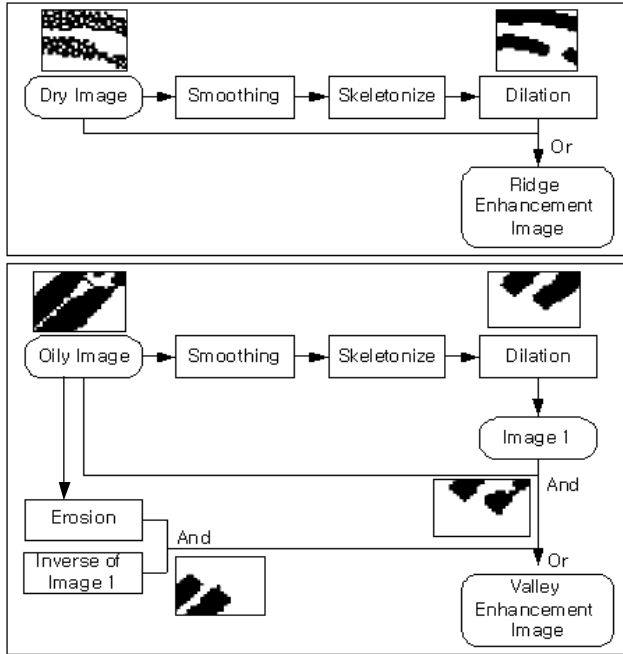 Dry Image
Smoothing
Skeletonize
Dilation
Or
Ridge
Enhancement
Image
Oily Image
Smoothing
Skeletonize
Dilation
Image 1
And
Erosion
And
Inverse of
Image 1
Or
Valley
Enhancement
Image